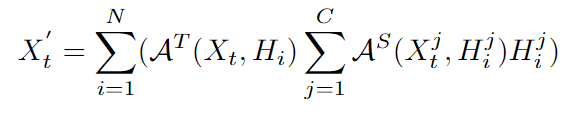 $X_t^{'} = \sum_{i=1}^{N} (\mathcal{A}^T(X_t, H_i) \sum_{j=1}^{C} \mathcal{A}^S(X_t^j, H_i^j) H_i^j)$